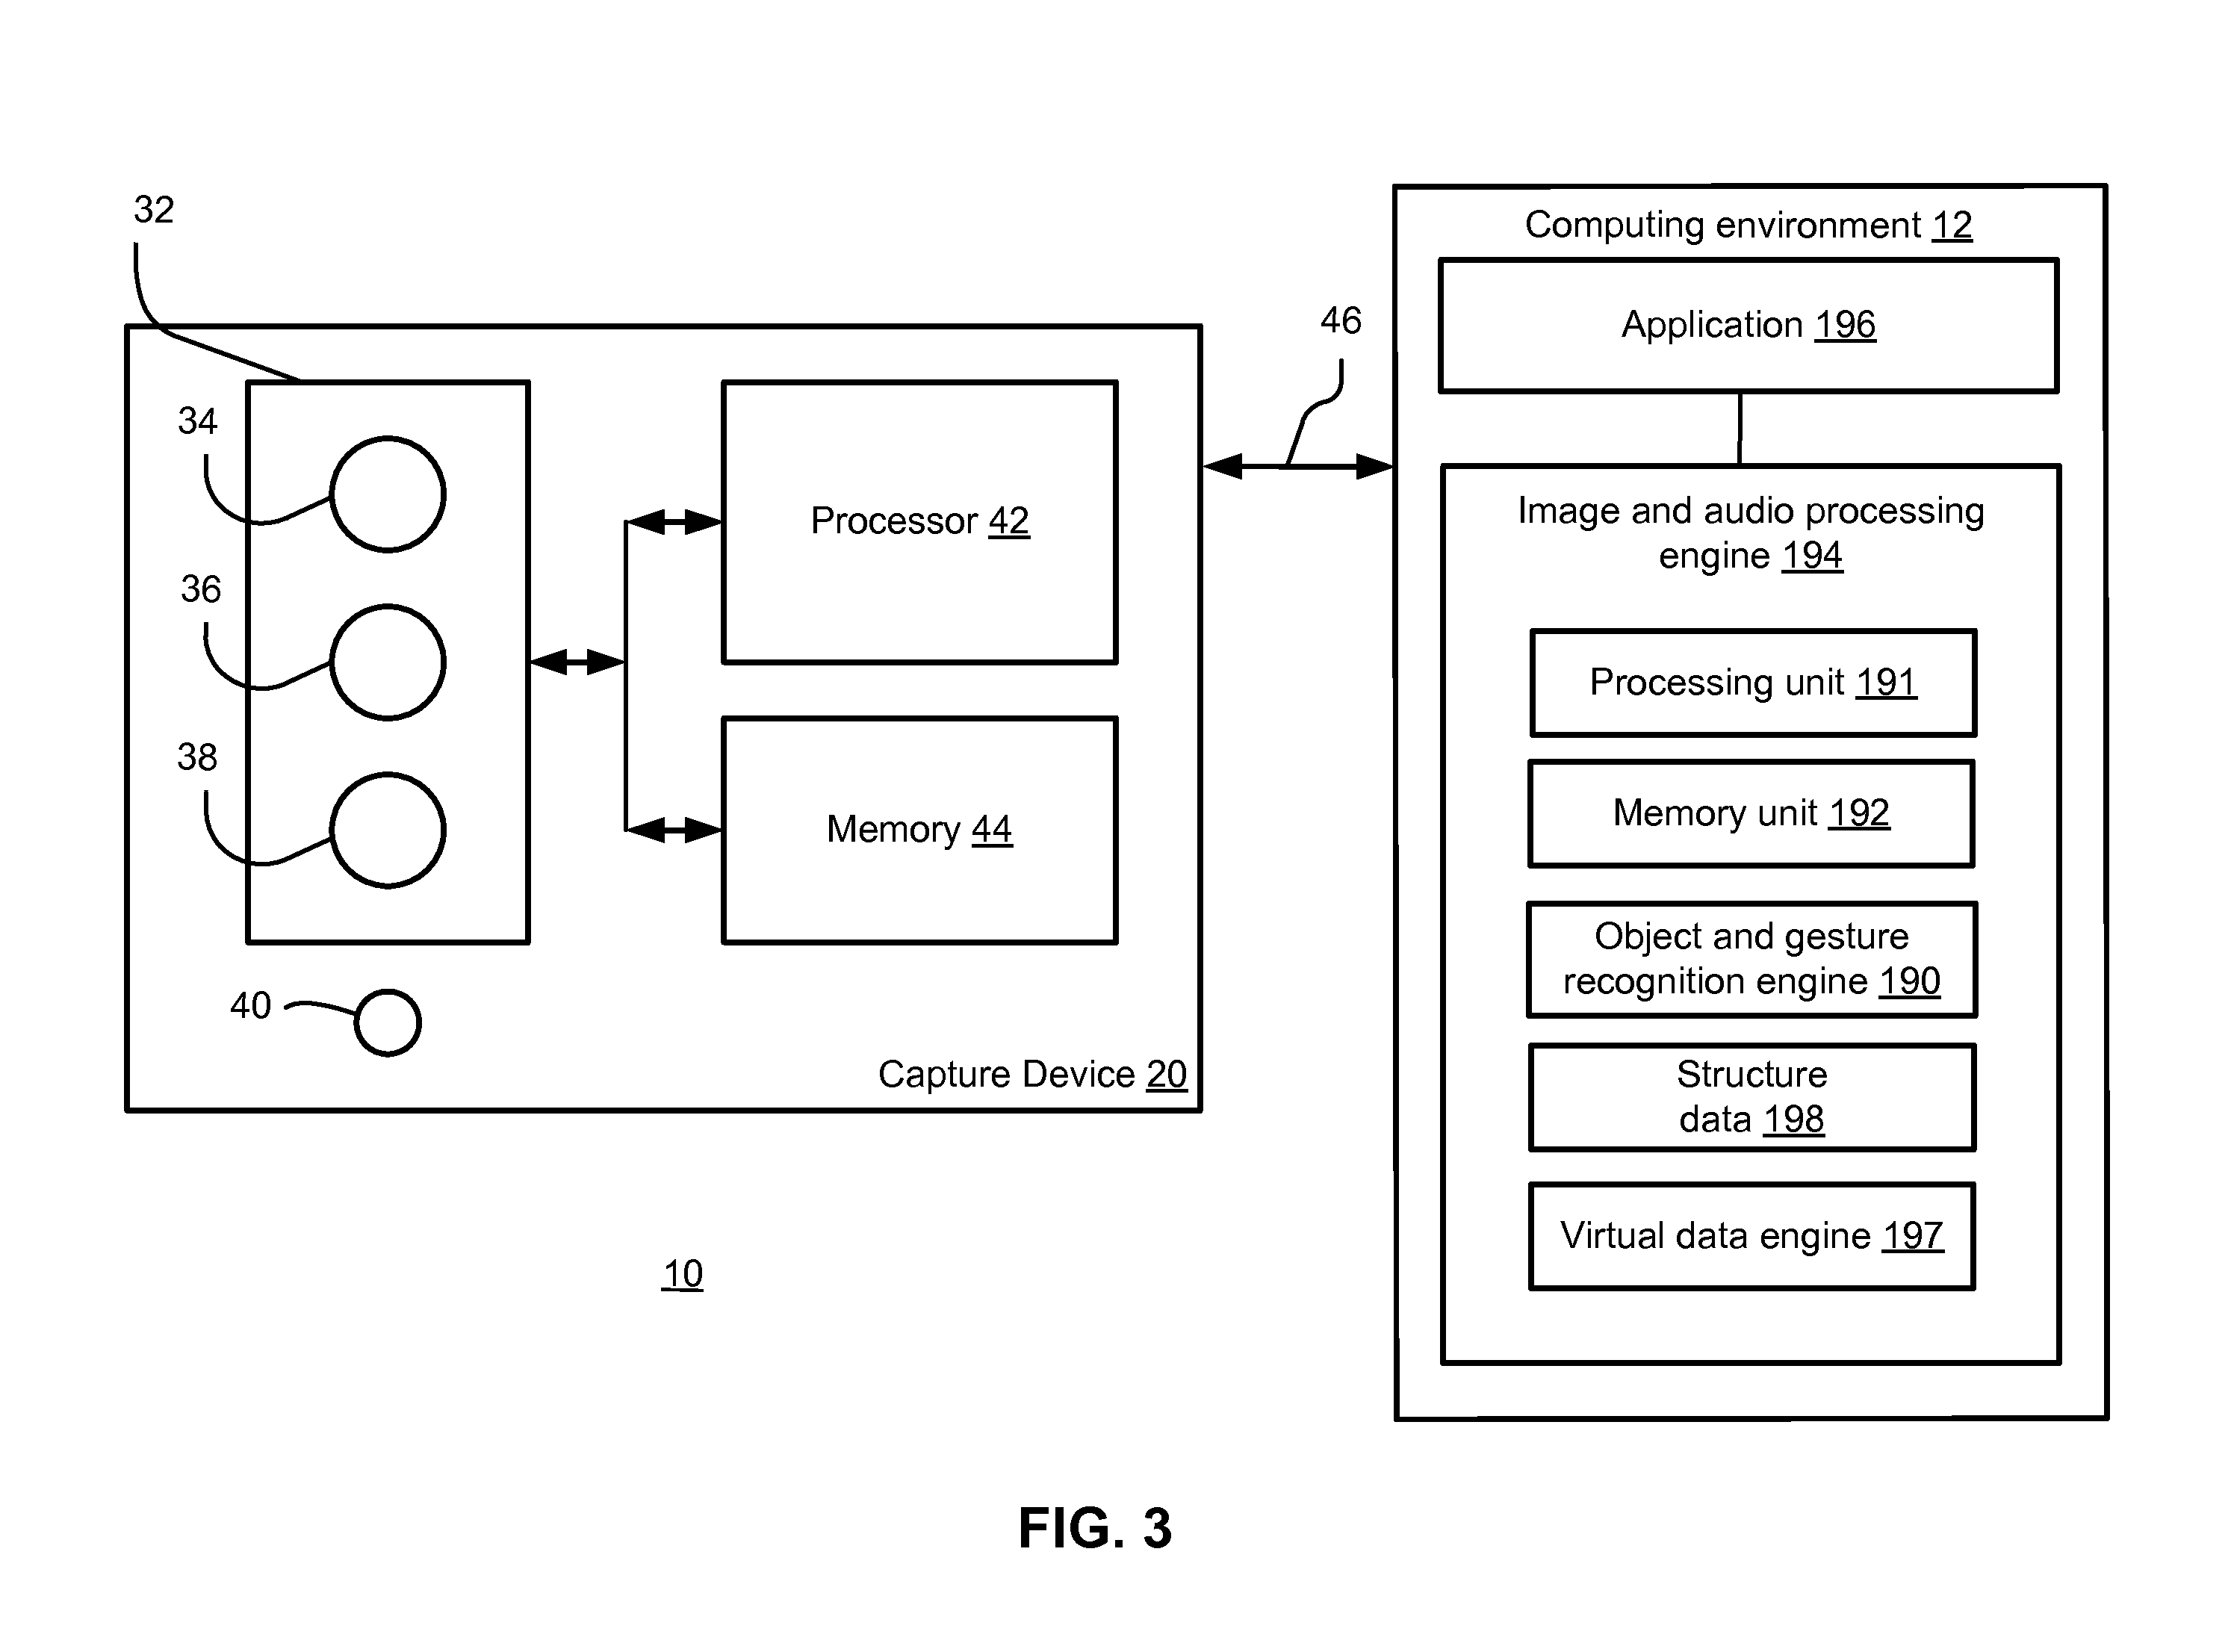 32
34
36
38
40
Processor 42
Memory 44
Capture Device 20
46
Computing environment 12
Application 196
Image and audio processing
engine 194
Processing unit 191
Memory unit 192
Object and gesture
recognition engine 190
Structure
data 198
Virtual data engine 197
10
FIG. 3